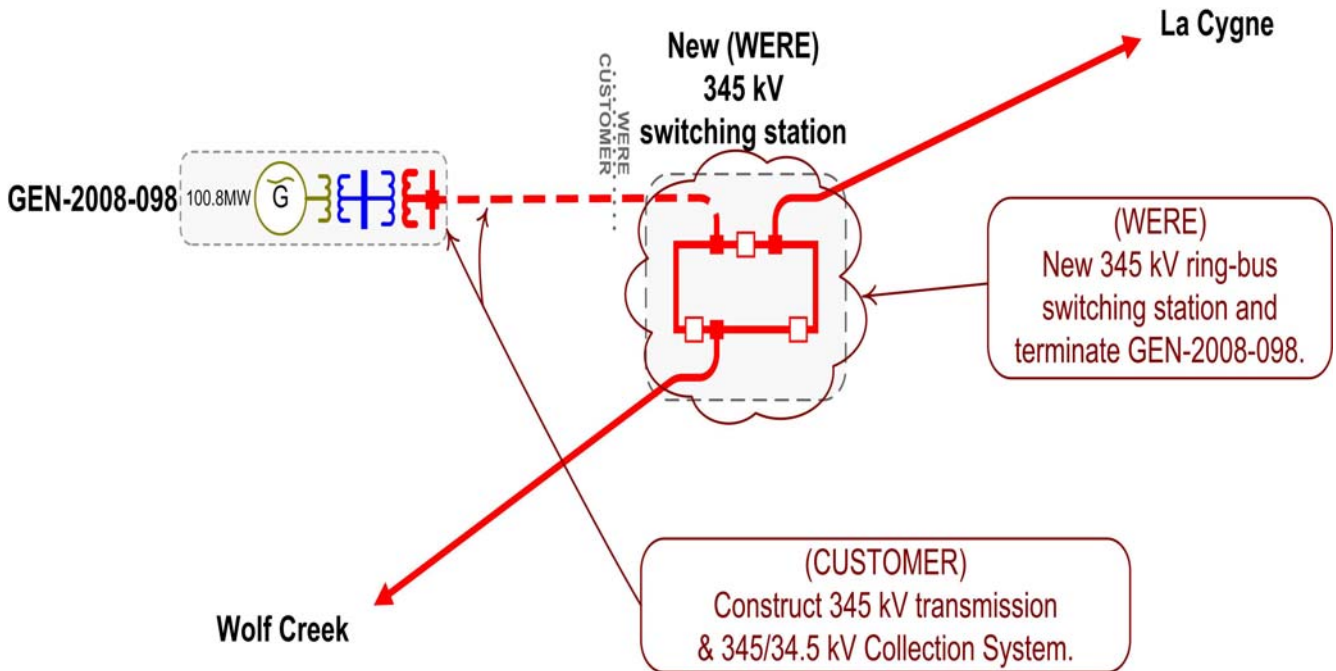 La Cygne
New (WERE)
345 kV
switching station
CUSTOMER
WERE
GEN-2008-098
100.8MW
G
(WERE)
New 345 kV ring-bus
switching station and
terminate GEN-2008-098.
(CUSTOMER)
Construct 345 kV transmission
& 345/34.5 kV Collection System.
Wolf Creek